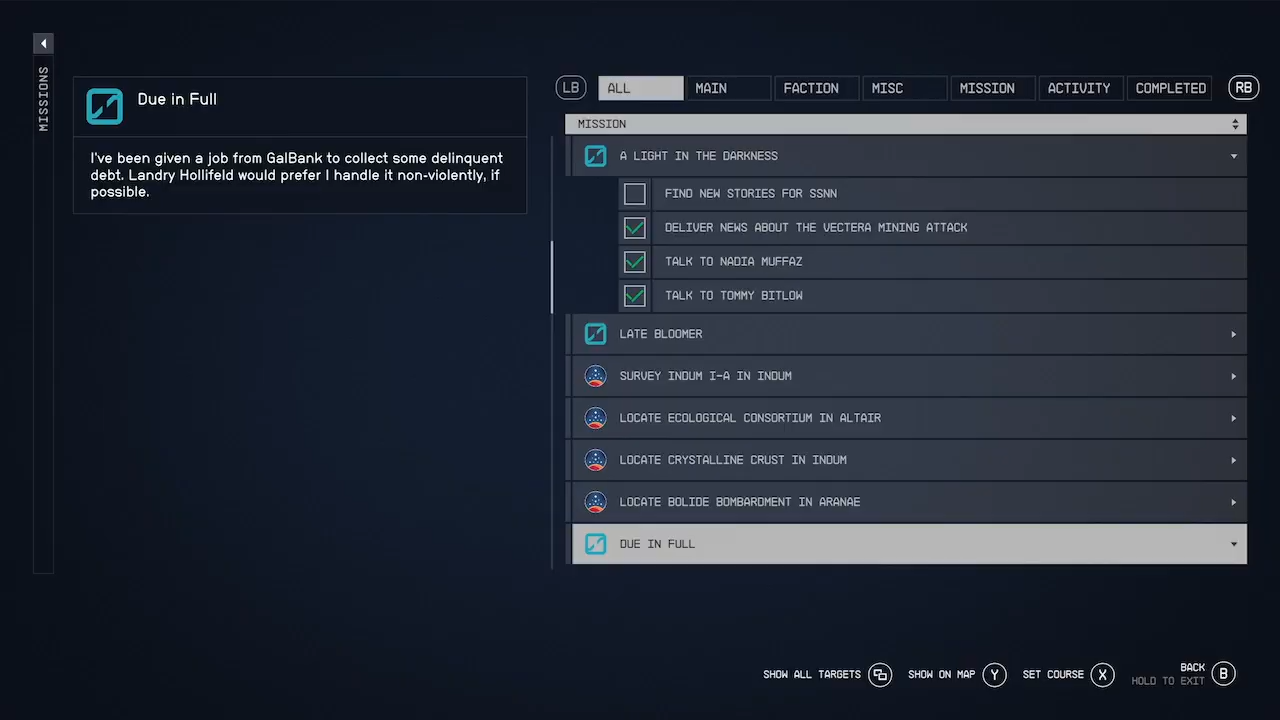 MISSIONS
Due in Full
I've been given a job from GalBank to collect some delinquent
debt. Landry Hollifeld would prefer I handle it non-violently, if
possible.
LB ALL MAIN FACTION MISC MISSION ACTIVITY COMPLETED RB
MISSION
A LIGHT IN THE DARKNESS
FIND NEW STORIES FOR SSNN
DELIVER NEWS ABOUT THE VECTERA MINING ATTACK
TALK TO NADIA MUFFAZ
TALK TO TOMMY BITLOW
LATE BLOOMER
SURVEY INDUM I-A IN INDUM
LOCATE ECOLOGICAL CONSORTIUM IN ALTAIR
LOCATE CRYSTALLINE CRUST IN INDUM
LOCATE BOLIDE BOMBARDMENT IN ARANAE
DUE IN FULL
SHOW ALL TARGETS SHOW ON MAP Y SET COURSE X BACK B
HOLD TO EXIT